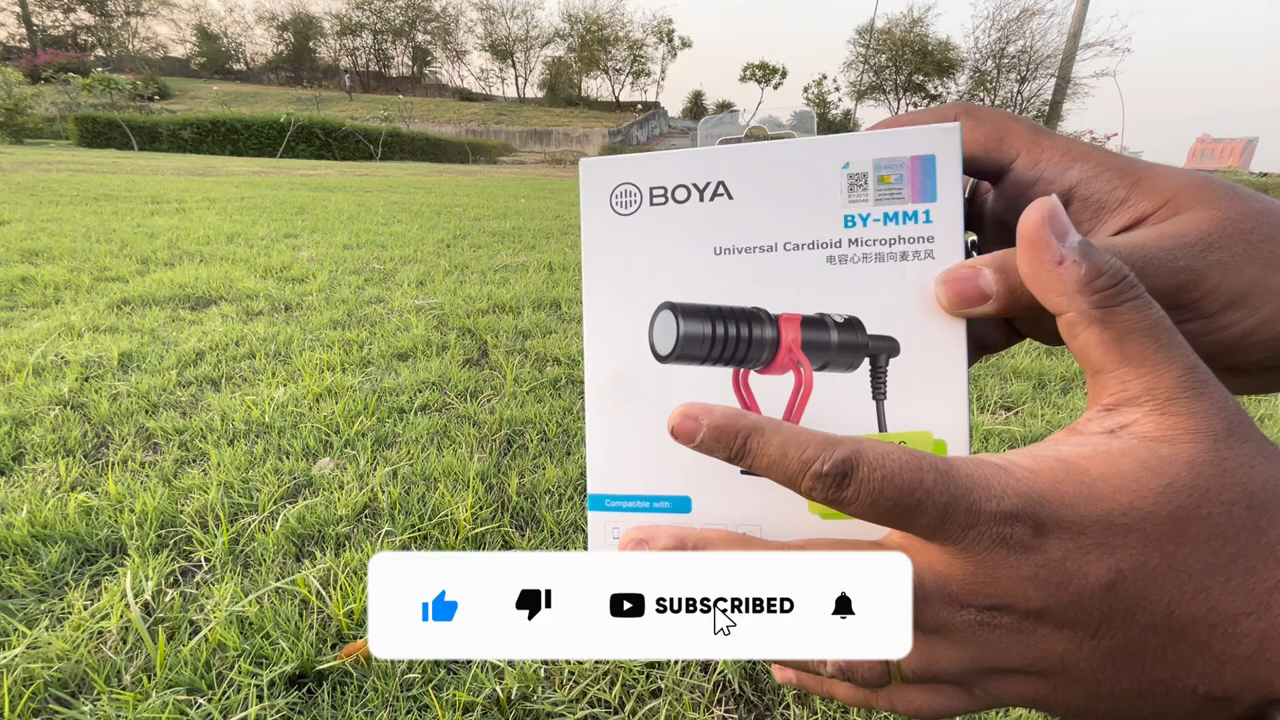 BOYA
BY-MM1
Universal Cardioid Microphone
电容心形指向麦克风
Compatible with:
SUBSCRIBED